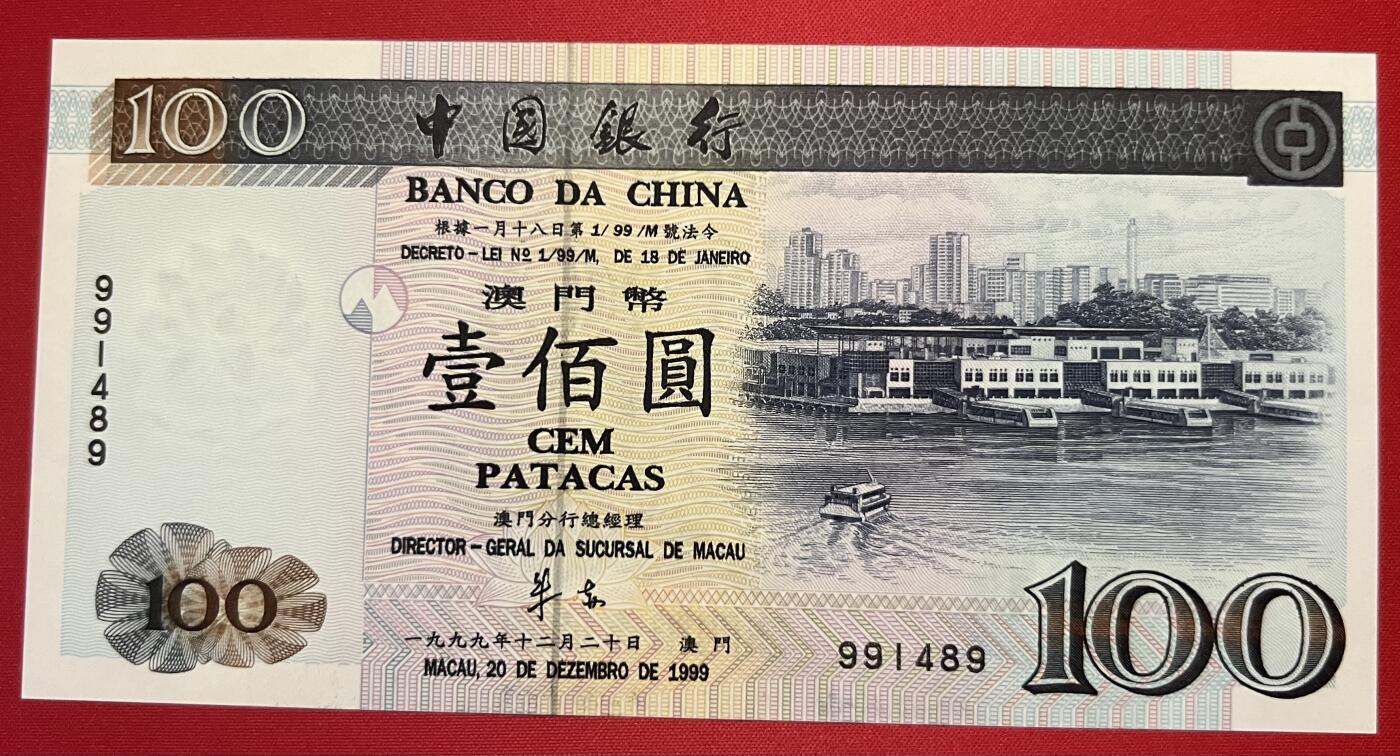 100
中國銀行
BANCO DA CHINA
根據一月十八日第1/99/M號法令
DECRETO-LEI Nº 1/99/M, DE 18 DE JANEIRO
澳門幣
壹佰圓
CEM
PATACAS
澳門分行總經理
DIRECTOR-GERAL DA SUCURSAL DE MACAU
一九九九年十二月二十日 澳門
MACAU, 20 DE DEZEMBRO DE 1999
991489
991489
100
100